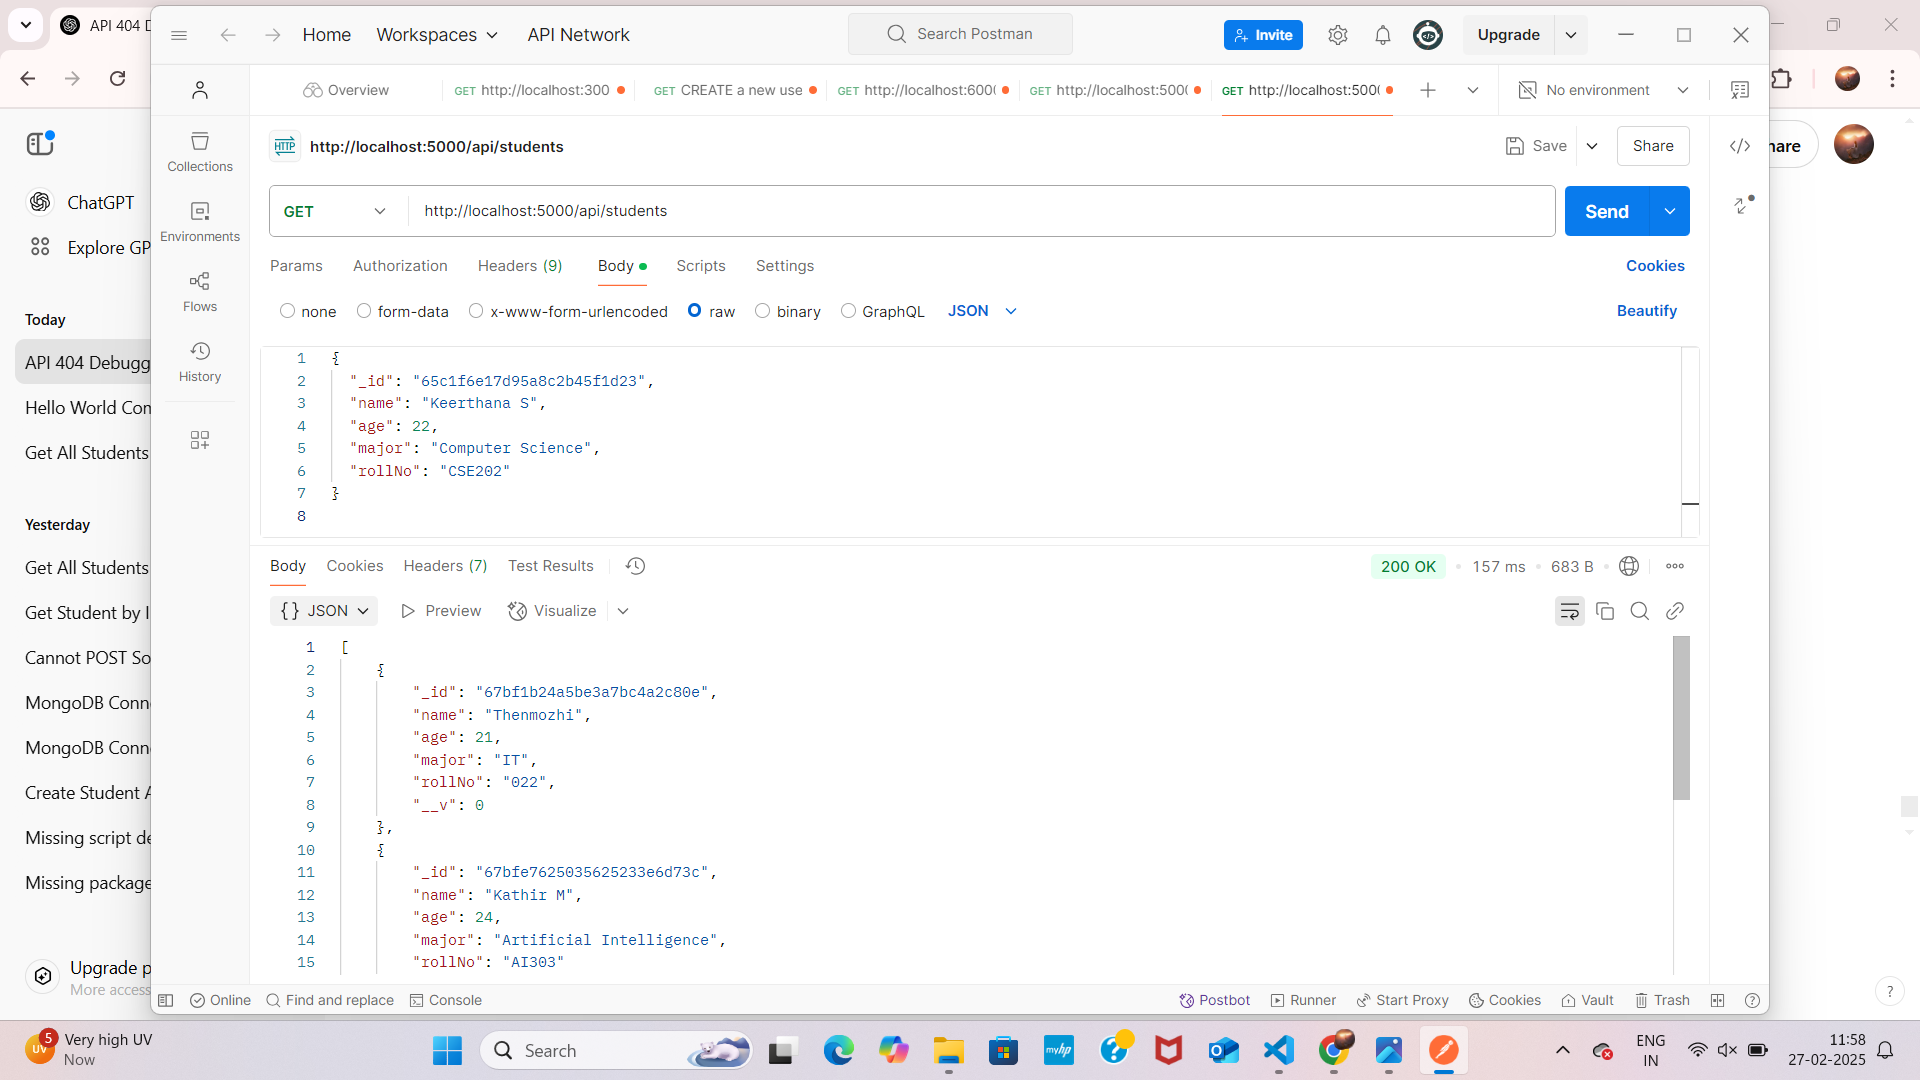 API 404 D
Home
Workspaces
API Network
Search Postman
Invite
Upgrade
Overview
GET http://localhost:300
GET CREATE a new use
GET http://localhost:600
GET http://localhost:500
GET http://localhost:500
No environment
HTTP http://localhost:5000/api/students
Save
Share
hare
GET
http://localhost:5000/api/students
Send
Params
Authorization
Headers (9)
Body
Scripts
Settings
Cookies
none
form-data
x-www-form-urlencoded
raw
binary
GraphQL
JSON
Beautify
1 {
2 "_id": "65c1f6e17d95a8c2b45f1d23",
3 "name": "Keerthana S",
4 "age": 22,
5 "major": "Computer Science",
6 "rollNo": "CSE202"
7 }
8
Body
Cookies
Headers (7)
Test Results
200 OK
157 ms
683 B
{} JSON
Preview
Visualize
1 [
2 {
3 "_id": "67bf1b24a5be3a7bc4a2c80e",
4 "name": "Thenmozhi",
5 "age": 21,
6 "major": "IT",
7 "rollNo": "022",
8 "__v": 0
9 },
10 {
11 "_id": "67bfe7625035625233e6d73c",
12 "name": "Kathir M",
13 "age": 24,
14 "major": "Artificial Intelligence",
15 "rollNo": "AI303"
Collections
Environments
Flows
History
ChatGPT
Explore GP
Today
API 404 Debugg
Hello World Con
Get All Students
Yesterday
Get All Students
Get Student by I
Cannot POST So
MongoDB Conn
MongoDB Conn
Create Student A
Missing script de
Missing package
Upgrade p
More access
Online
Find and replace
Console
Postbot
Runner
Start Proxy
Cookies
Vault
Trash
?
UV
5
Very high UV
Now
Search
myhp
ENG
IN
11:58
27-02-2025